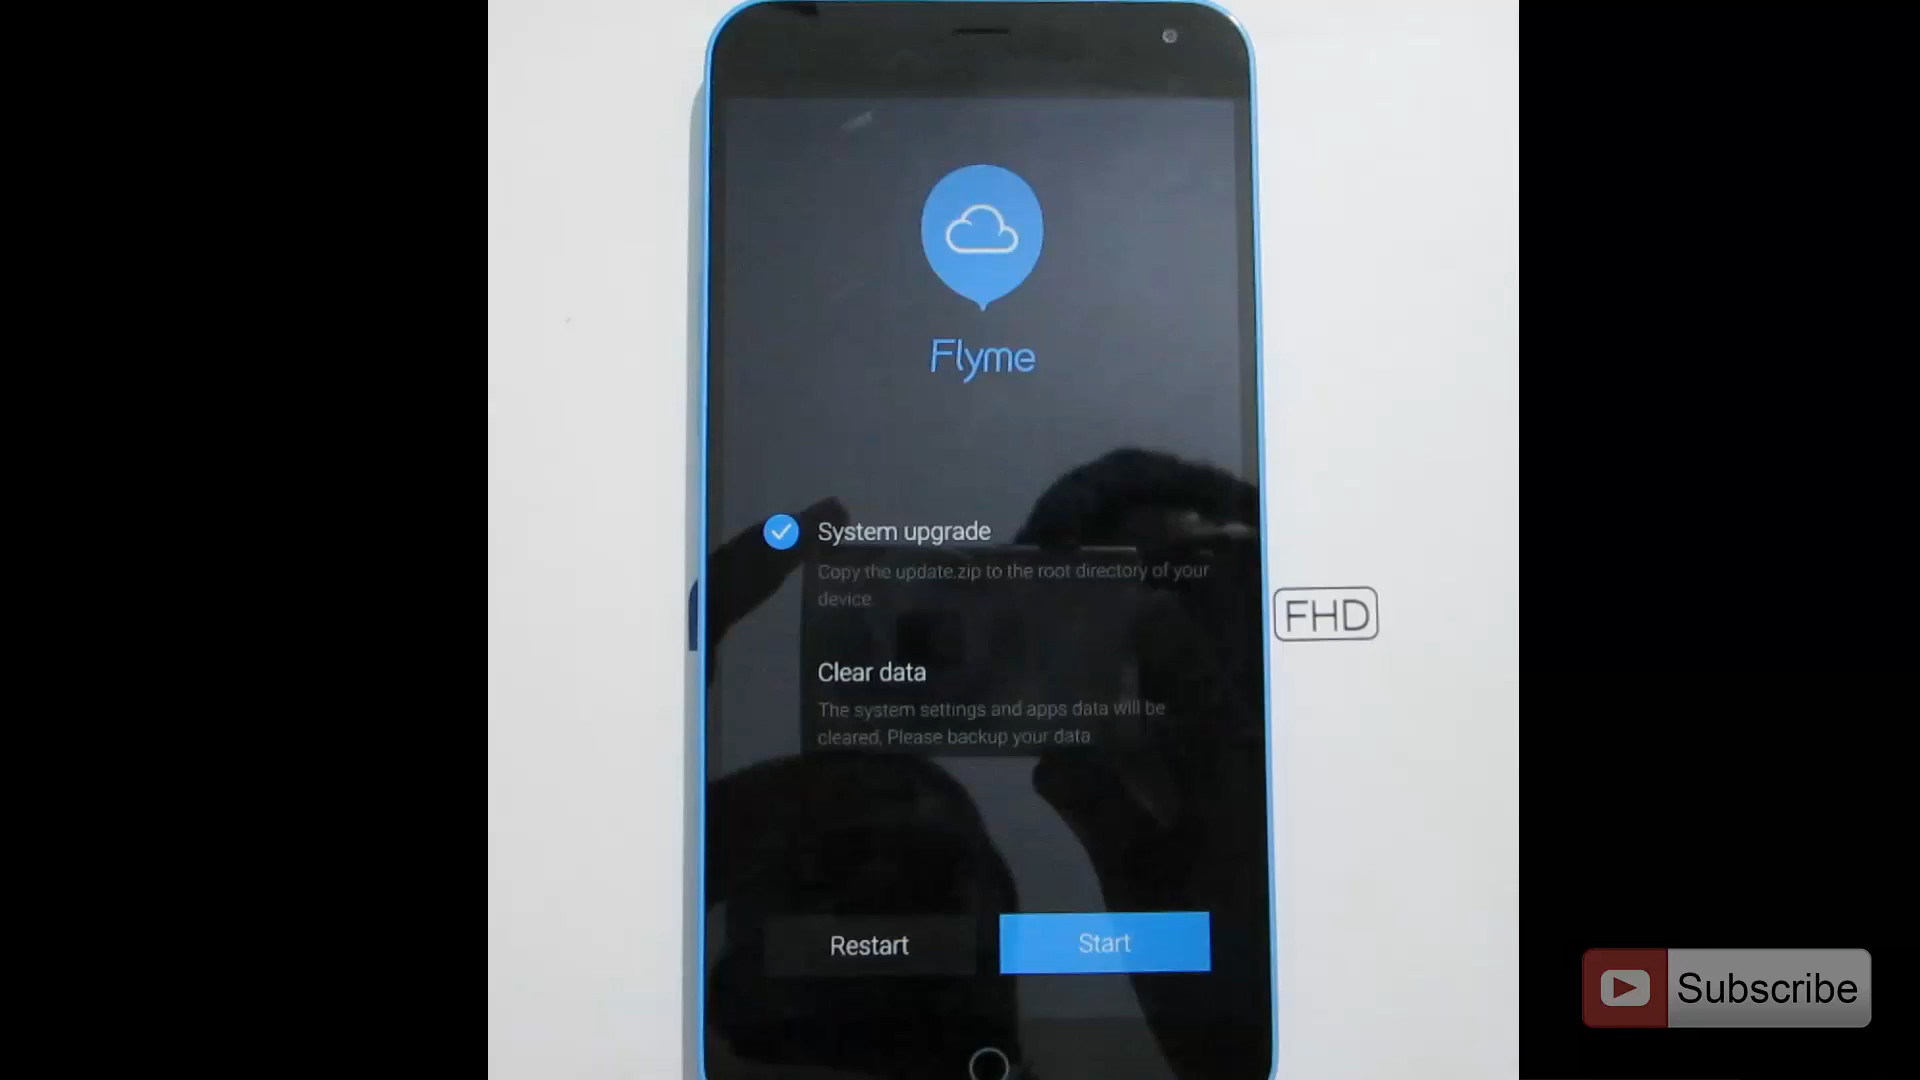 Flyme
System upgrade
Copy the update.zip to the root directory of your
device
Clear data
The system settings and apps data will be
cleared, Please backup your data
Restart
Start
FHD
Subscribe